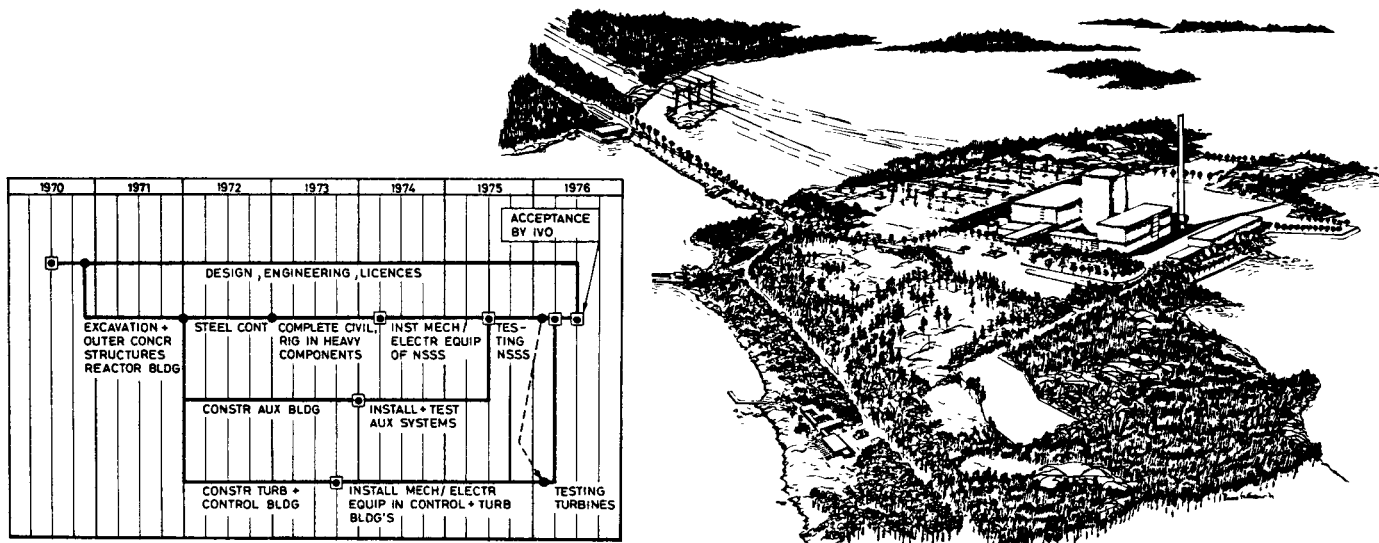 1970 1971 1972 1973 1974 1975 1976
ACCEPTANCE
BY IVO
DESIGN, ENGINEERING, LICENCES
EXCAVATION +
OUTER CONCR
STRUCTURES
REACTOR BLDG
STEEL CONT
COMPLETE CIVIL,
RIG IN HEAVY
COMPONENTS
INST MECH/
ELECTR EQUIP
OF NSSS
TES-
TING
NSSS
CONSTR AUX BLDG
INSTALL + TEST
AUX SYSTEMS
CONSTR TURB +
CONTROL BLDG
INSTALL MECH/ELECTR
EQUIP IN CONTROL + TURB
BLDG'S
TESTING
TURBINES